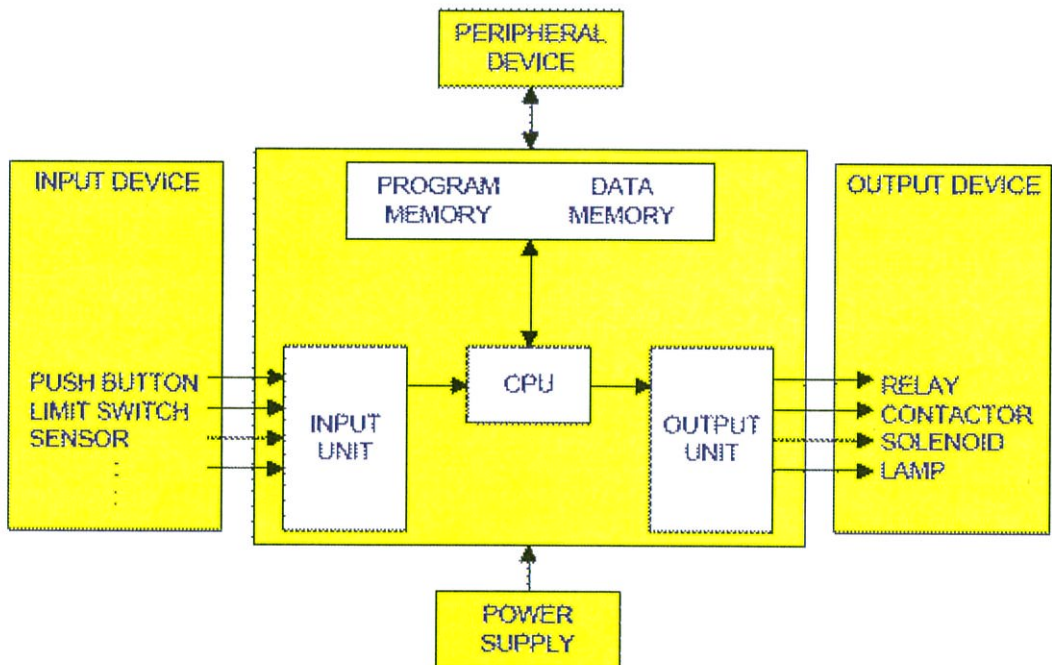 PERIPHERAL
DEVICE
INPUT DEVICE
PUSH BUTTON
LIMIT SWITCH
SENSOR
PROGRAM
MEMORY
DATA
MEMORY
INPUT
UNIT
CPU
OUTPUT
UNIT
OUTPUT DEVICE
RELAY
CONTACTOR
SOLENOID
LAMP
POWER
SUPPLY